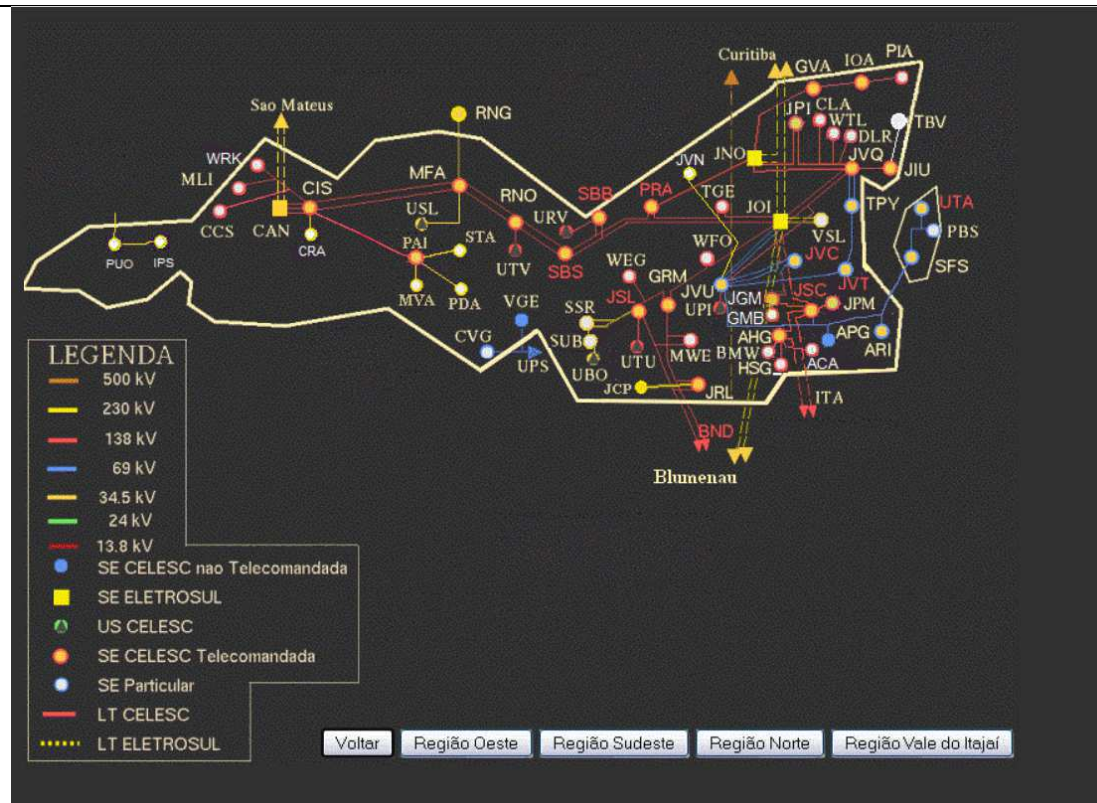 Curitiba
GVA
IOA
PIA
Sao Mateus
RNG
JPI
CLA
WTL
DLR
TBV
WRK
MLI
CIS
MFA
JVN
JNO
JVQ
JIU
CCS
CAN
CRA
USL
RNO
URV
SBB
PRA
TGE
JOI
VSL
TPY
UTA
PBS
PUO
IPS
PAI
STA
UTV
SBS
WFO
JVC
SFS
MVA
PDA
WEG
GRM
JVU
JVT
VGE
SSR
JSL
UPI
JGM
GMB
JSC
JPM
CVG
UPS
SUB
UBO
UTU
MWE
BMW
AHG
HSG
ACA
APG
ARI
JCP
JRL
ITA
BND
Blumenau
LEGENDA
500 kV
230 kV
138 kV
69 kV
34.5 kV
24 kV
13.8 kV
SE CELESC nao Telecomandada
SE ELETROSUL
US CELESC
SE CELESC Telecomandada
SE Particular
LT CELESC
LT ELETROSUL
Voltar
Região Oeste
Região Sudeste
Região Norte
Região Vale do Itajaí